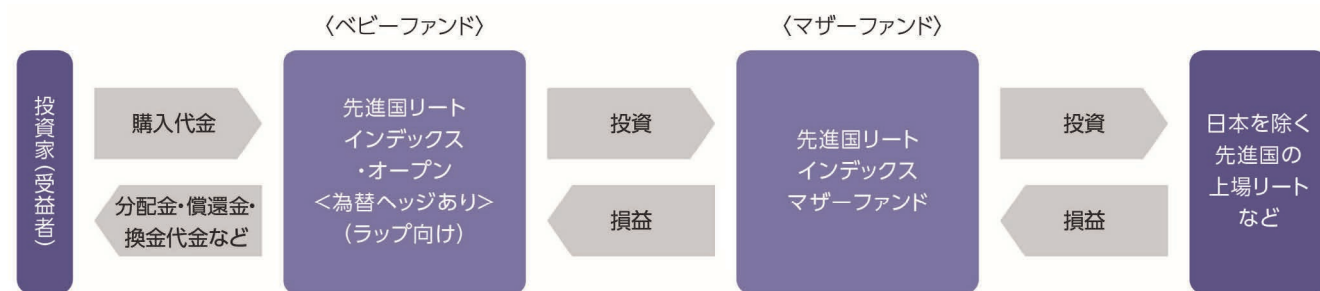 〈ベビーファンド〉
〈マザーファンド〉
投資家(受益者)
購入代金
分配金・償還金・
換金代金など
先進国リート
インデックス
・オープン
<為替ヘッジあり>
(ラップ向け)
投資
損益
先進国リート
インデックス
マザーファンド
投資
損益
日本を除く
先進国の
上場リート
など